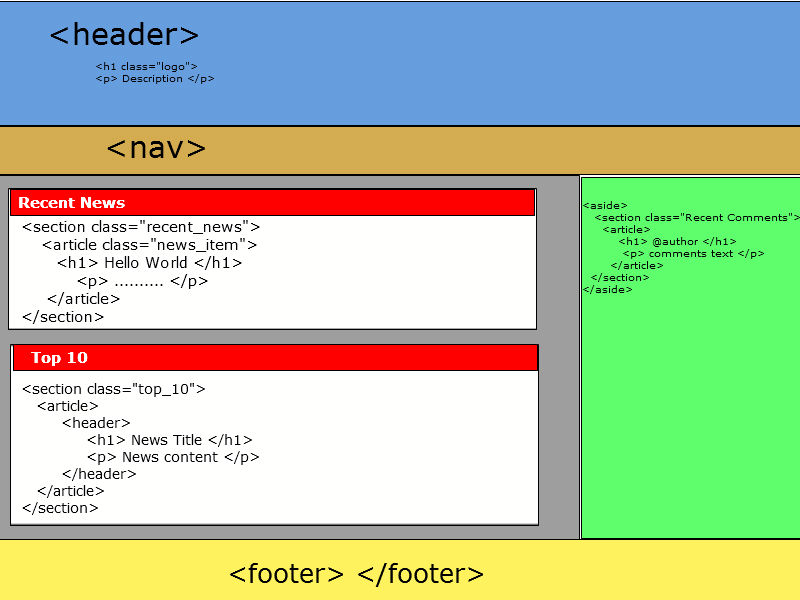 <header>
<h1 class="logo">
<p> Description </p>
<nav>
Recent News
<section class="recent_news">
<article class="news_item">
<h1> Hello World </h1>
<p> .......... </p>
</article>
</section>
Top 10
<section class="top_10">
<article>
<header>
<h1> News Title </h1>
<p> News content </p>
</header>
</article>
</section>
<aside>
<section class="Recent Comments">
<article>
<h1> @author </h1>
<p> comments text </p>
</article>
</section>
</aside>
<footer> </footer>